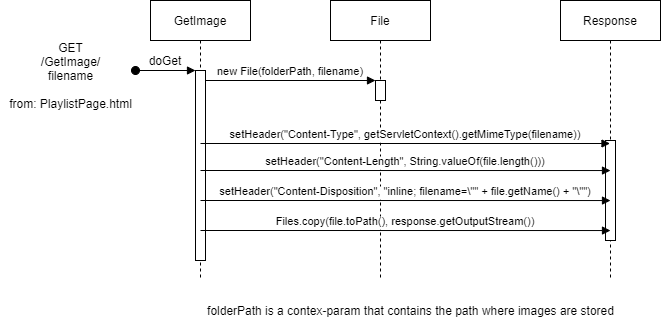 GetImage
File
Response
GET
/GetImage/
filename
from: PlaylistPage.html
doGet
new File(folderPath, filename)
setHeader("Content-Type", getServletContext().getMimeType(filename))
setHeader("Content-Length", String.valueOf(file.length()))
setHeader("Content-Disposition", "inline; filename=\"" + file.getName() + "\"")
Files.copy(file.toPath(), response.getOutputStream())
folderPath is a contex-param that contains the path where images are stored